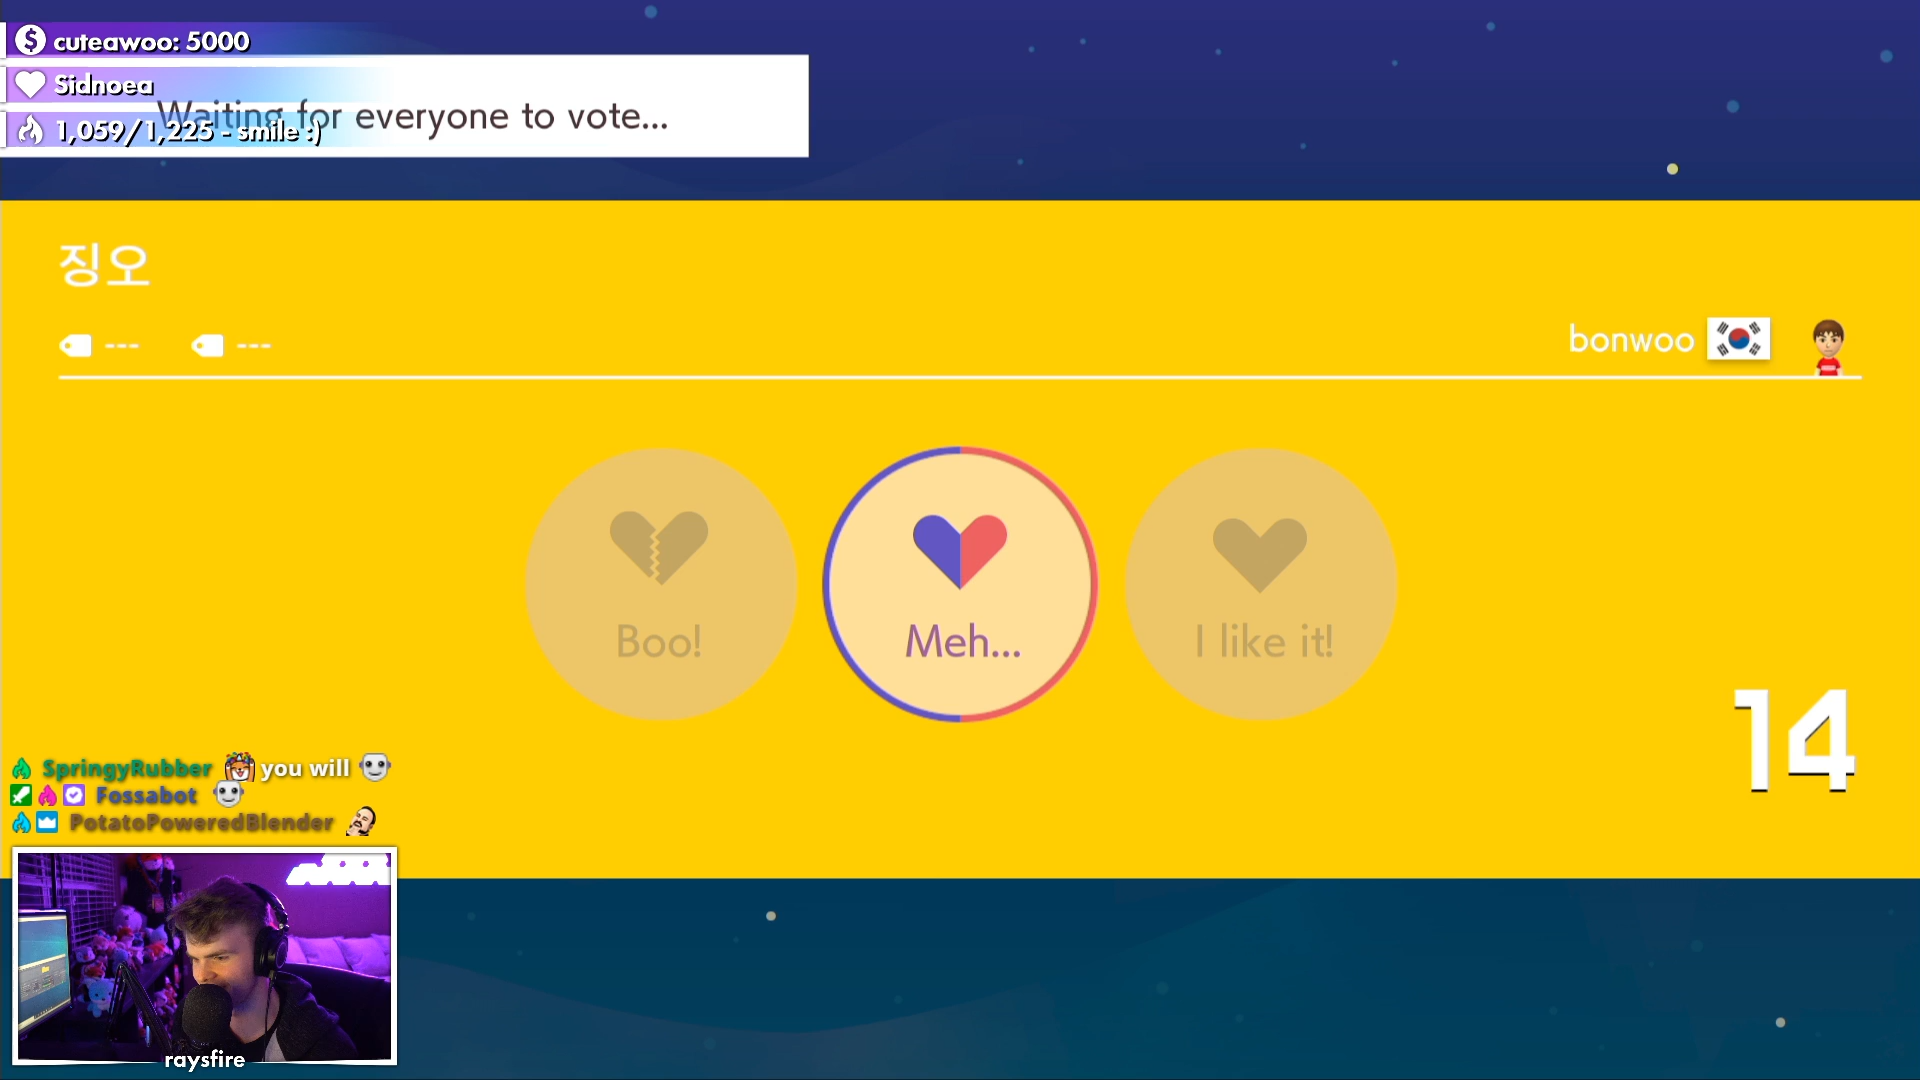 cuteawoo: 5000
Sidnoea
Waiting for everyone to vote...
1,059/1,225 - smile :)
징오
---
---
bonwoo
Boo!
Meh...
I like it!
14
SpringyRubber you will
Fossabot
PotatoPoweredBlender
raysfire